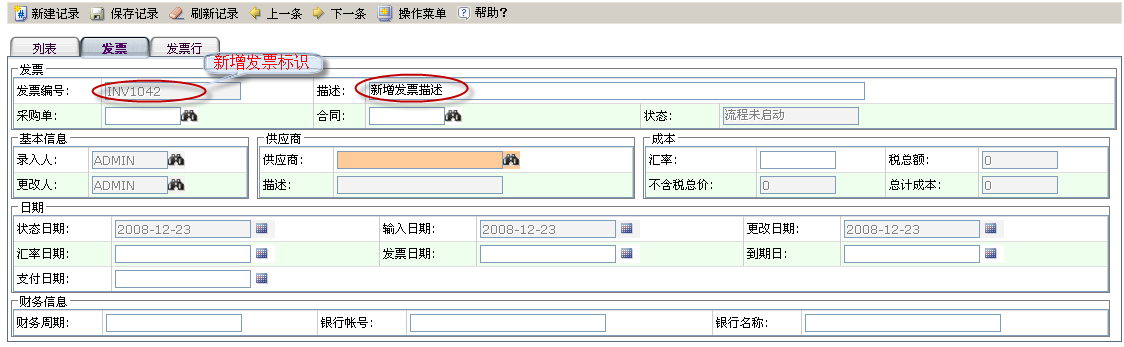 新建记录 保存记录 刷新记录 上一条 下一条 操作菜单 帮助?
列表 发票 发票行
新增发票标识
发票
发票编号: INV1042 描述: 新增发票描述
采购单: 合同: 状态: 流程未启动
基本信息 供应商 成本
录入人: ADMIN 供应商: 汇率: 税总额: 0
更改人: ADMIN 描述: 不含税总价: 0 总计成本: 0
日期
状态日期: 2008-12-23 输入日期: 2008-12-23 更改日期: 2008-12-23
汇率日期: 发票日期: 到期日:
支付日期:
财务信息
财务周期: 银行帐号: 银行名称: